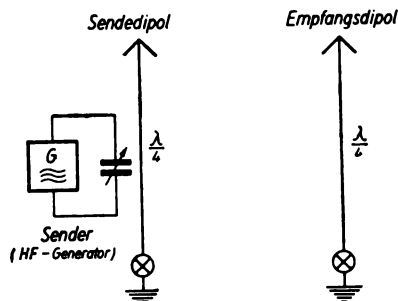 Sendedipol
Empfangsdipol
λ/4
λ/4
G
Sender
(HF-Generator)